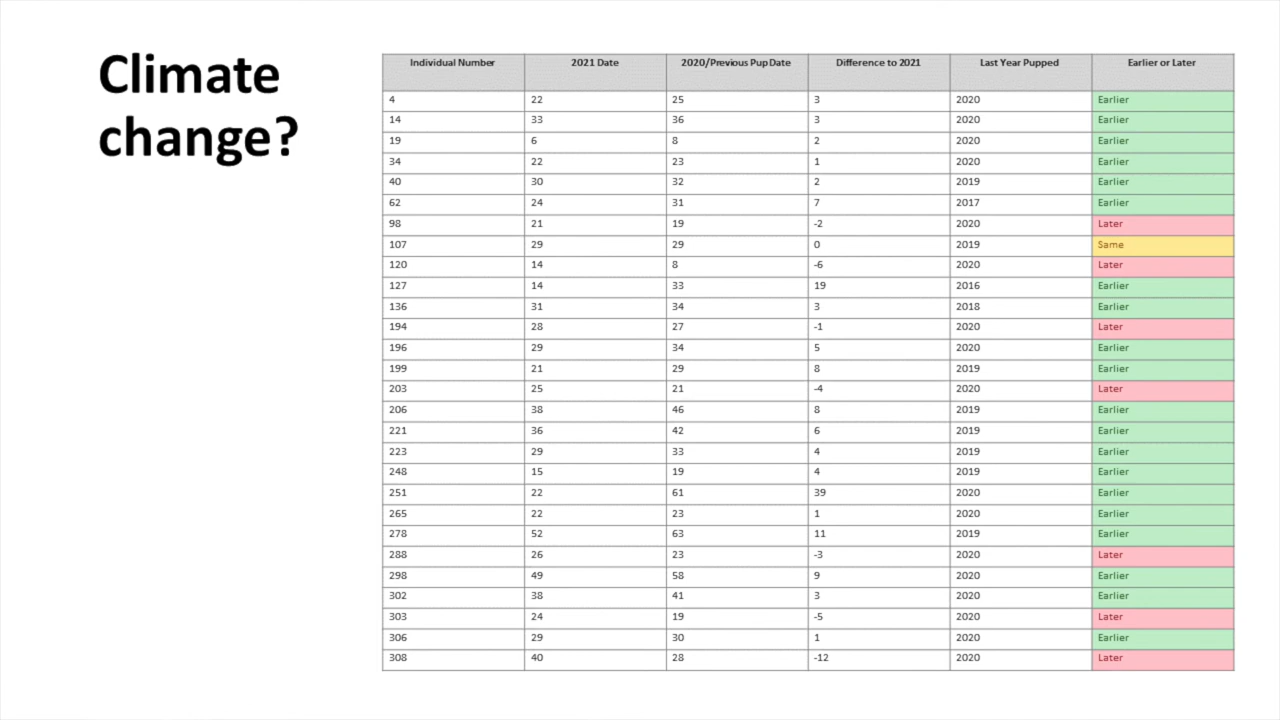 Climate
change?
Individual Number 2021 Date 2020/Previous Pup Date Difference to 2021 Last Year Pupped Earlier or Later
4 22 25 3 2020 Earlier
14 33 36 3 2020 Earlier
19 6 8 2 2020 Earlier
34 22 23 1 2020 Earlier
40 30 32 2 2019 Earlier
62 24 31 7 2017 Earlier
98 21 19 -2 2020 Later
107 29 29 0 2019 Same
120 14 8 -6 2020 Later
127 14 33 19 2016 Earlier
136 31 34 3 2018 Earlier
194 28 27 -1 2020 Later
196 29 34 5 2020 Earlier
199 21 29 8 2019 Earlier
203 25 21 -4 2020 Later
206 38 46 8 2019 Earlier
221 36 42 6 2019 Earlier
223 29 33 4 2019 Earlier
248 15 19 4 2019 Earlier
251 22 61 39 2020 Earlier
265 22 23 1 2020 Earlier
278 52 63 11 2019 Earlier
288 26 23 -3 2020 Later
298 49 58 9 2020 Earlier
302 38 41 3 2020 Earlier
303 24 19 -5 2020 Later
306 29 30 1 2020 Earlier
308 40 28 -12 2020 Later